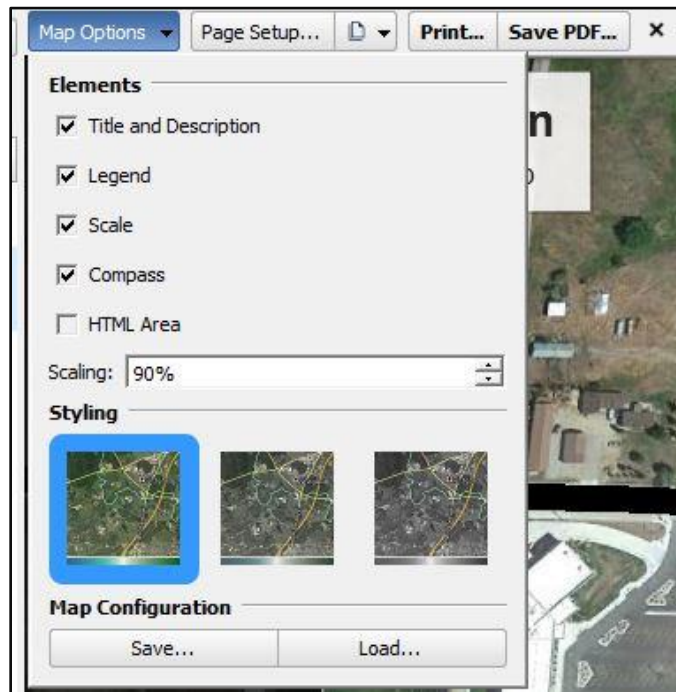 Map Options Page Setup... Print... Save PDF... ×
Elements
Title and Description
n
Legend
Scale
Compass
HTML Area
Scaling: 90%
Styling
Map Configuration
Save... Load...